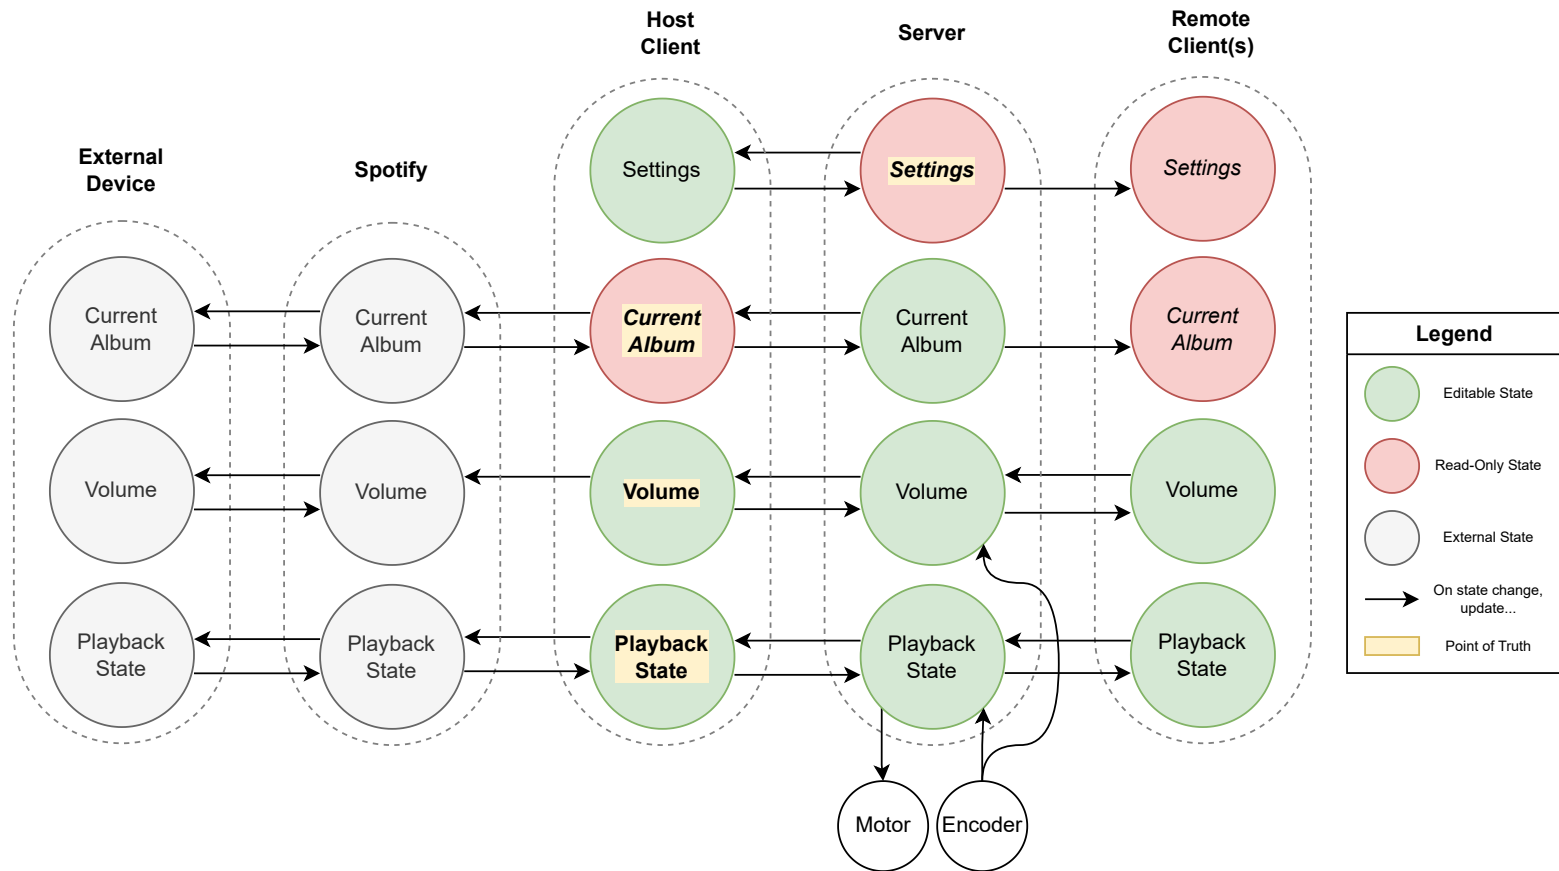 Host
Client
Server
Remote
Client(s)
External
Device
Spotify
Settings
Settings
Settings
Current
Album
Current
Album
Current
Album
Current
Album
Current
Album
Volume
Volume
Volume
Volume
Volume
Playback
State
Playback
State
Playback
State
Playback
State
Playback
State
Motor
Encoder
Legend
Editable State
Read-Only State
External State
On state change,
update...
Point of Truth